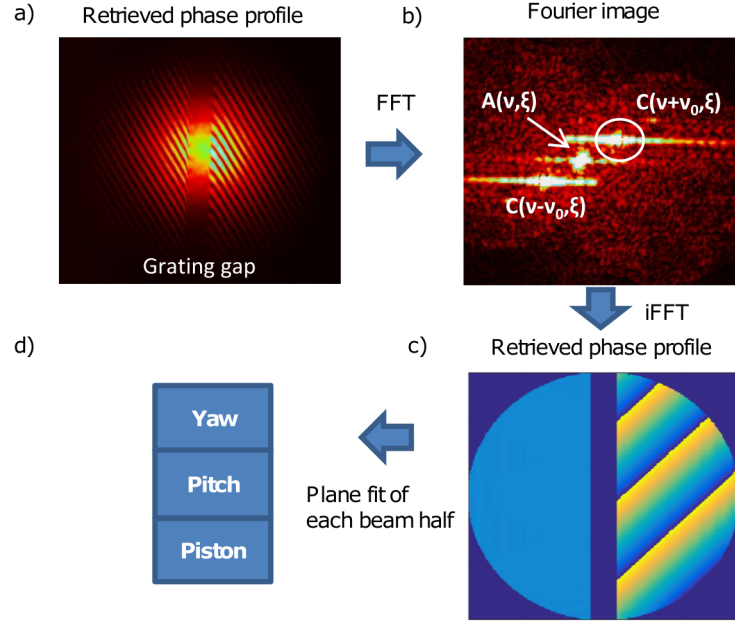 a)
Retrieved phase profile
Grating gap
FFT
b)
Fourier image
A(ν,ξ)
C(ν+ν₀,ξ)
C(ν-ν₀,ξ)
iFFT
c)
Retrieved phase profile
Plane fit of
each beam half
d)
Yaw
Pitch
Piston